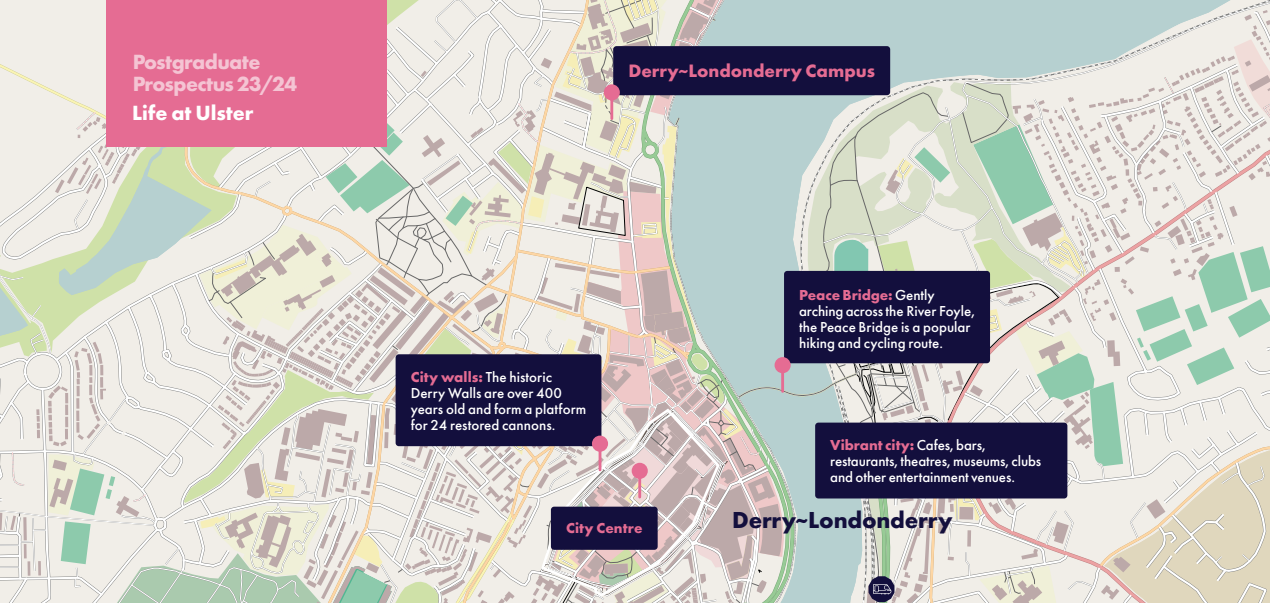 Postgraduate
Prospectus 23/24
Life at Ulster
Derry~Londonderry Campus
Peace Bridge: Gently
arching across the River Foyle,
the Peace Bridge is a popular
hiking and cycling route.
City walls: The historic
Derry Walls are over 400
years old and form a platform
for 24 restored cannons.
Vibrant city: Cafes, bars,
restaurants, theatres, museums, clubs
and other entertainment venues.
City Centre
Derry~Londonderry